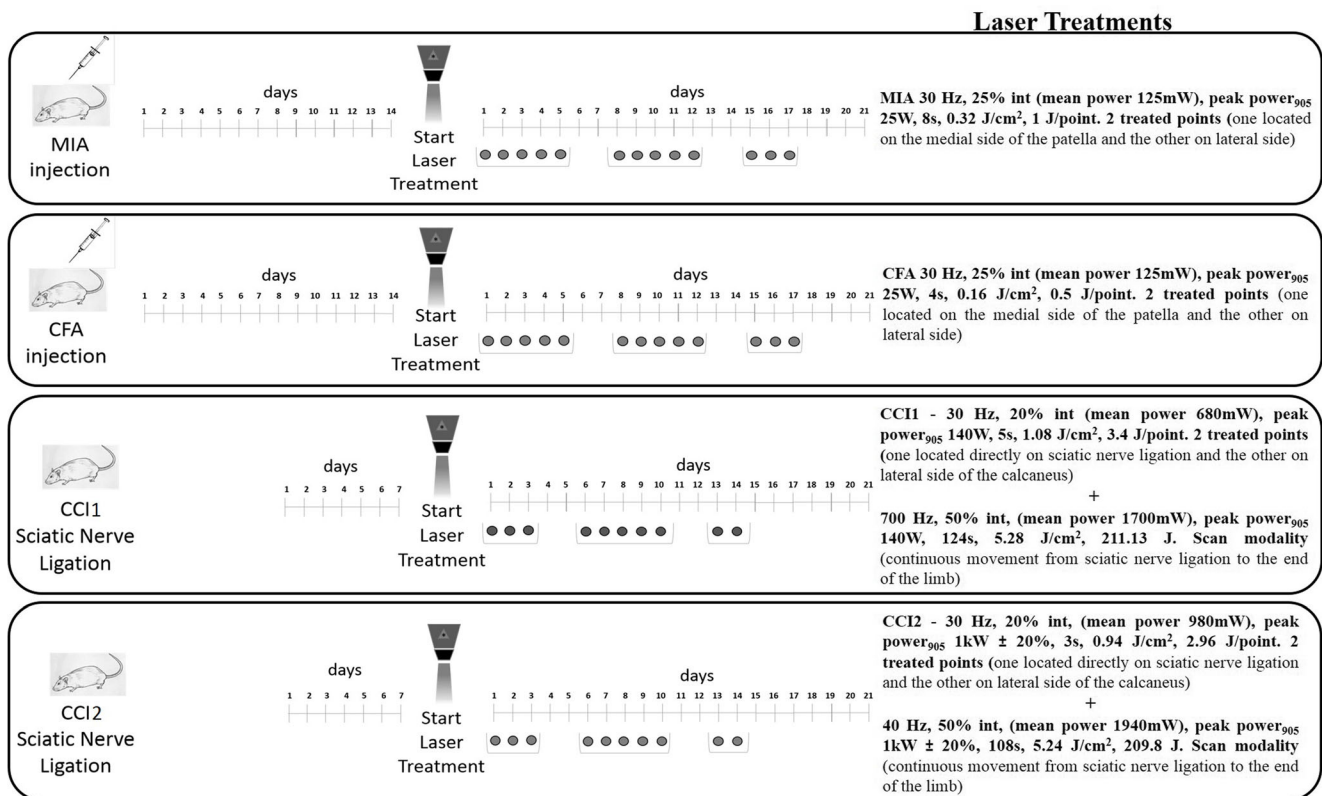 Laser Treatments
MIA
injection
days
1 2 3 4 5 6 7 8 9 10 11 12 13 14
Start
Laser
Treatment
days
1 2 3 4 5 6 7 8 9 10 11 12 13 14 15 16 17 18 19 20 21
MIA 30 Hz, 25% int (mean power 125mW), peak power₉₀₅
25W, 8s, 0.32 J/cm², 1 J/point. 2 treated points (one located
on the medial side of the patella and the other on lateral side)
CFA
injection
days
1 2 3 4 5 6 7 8 9 10 11 12 13 14
Start
Laser
Treatment
days
1 2 3 4 5 6 7 8 9 10 11 12 13 14 15 16 17 18 19 20 21
CFA 30 Hz, 25% int (mean power 125mW), peak power₉₀₅
25W, 4s, 0.16 J/cm², 0.5 J/point. 2 treated points (one
located on the medial side of the patella and the other on
lateral side)
CCI1
Sciatic Nerve
Ligation
days
1 2 3 4 5 6 7
Start
Laser
Treatment
days
1 2 3 4 5 6 7 8 9 10 11 12 13 14 15 16 17 18 19 20 21
CCI1 - 30 Hz, 20% int (mean power 680mW), peak
power₉₀₅ 140W, 5s, 1.08 J/cm², 3.4 J/point. 2 treated points
(one located directly on sciatic nerve ligation and the other on
lateral side of the calcaneus)
+
700 Hz, 50% int, (mean power 1700mW), peak power₉₀₅
140W, 124s, 5.28 J/cm², 211.13 J. Scan modality
(continuous movement from sciatic nerve ligation to the end
of the limb)
CCI2
Sciatic Nerve
Ligation
days
1 2 3 4 5 6 7
Start
Laser
Treatment
days
1 2 3 4 5 6 7 8 9 10 11 12 13 14 15 16 17 18 19 20 21
CCI2 - 30 Hz, 20% int, (mean power 980mW), peak
power₉₀₅ 1kW ± 20%, 3s, 0.94 J/cm², 2.96 J/point. 2
treated points (one located directly on sciatic nerve ligation
and the other on lateral side of the calcaneus)
+
40 Hz, 50% int, (mean power 1940mW), peak power₉₀₅
1kW ± 20%, 108s, 5.24 J/cm², 209.8 J. Scan modality
(continuous movement from sciatic nerve ligation to the end
of the limb)